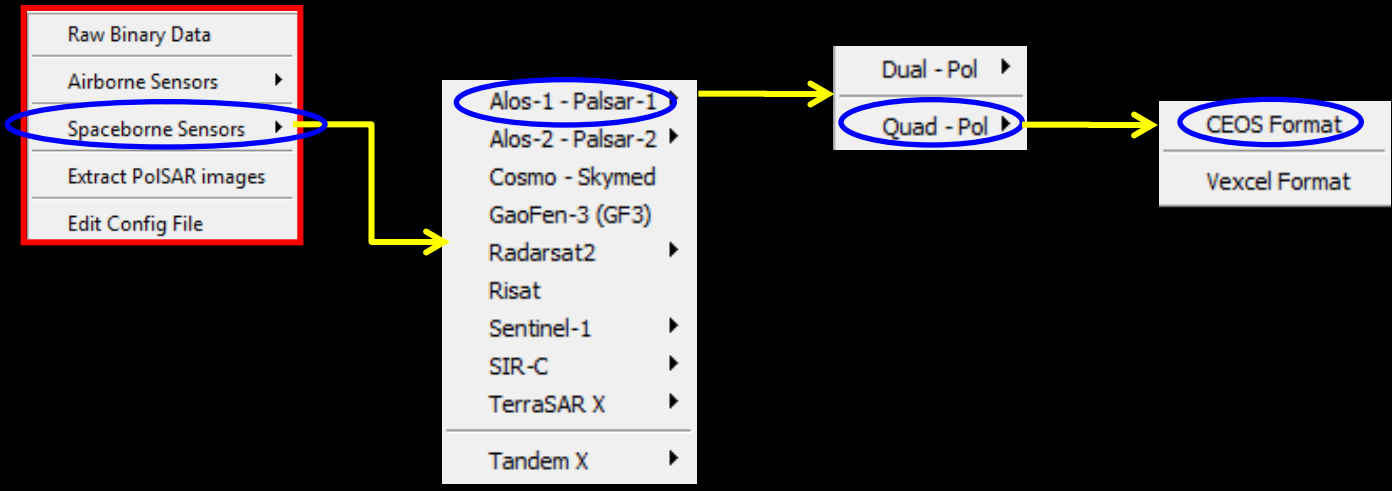 Raw Binary Data
Airborne Sensors
Spaceborne Sensors
Extract PolSAR images
Edit Config File
Alos-1 - Palsar-1
Alos-2 - Palsar-2
Cosmo - Skymed
GaoFen-3 (GF3)
Radarsat2
Risat
Sentinel-1
SIR-C
TerraSAR X
Tandem X
Dual - Pol
Quad - Pol
CEOS Format
Vexcel Format